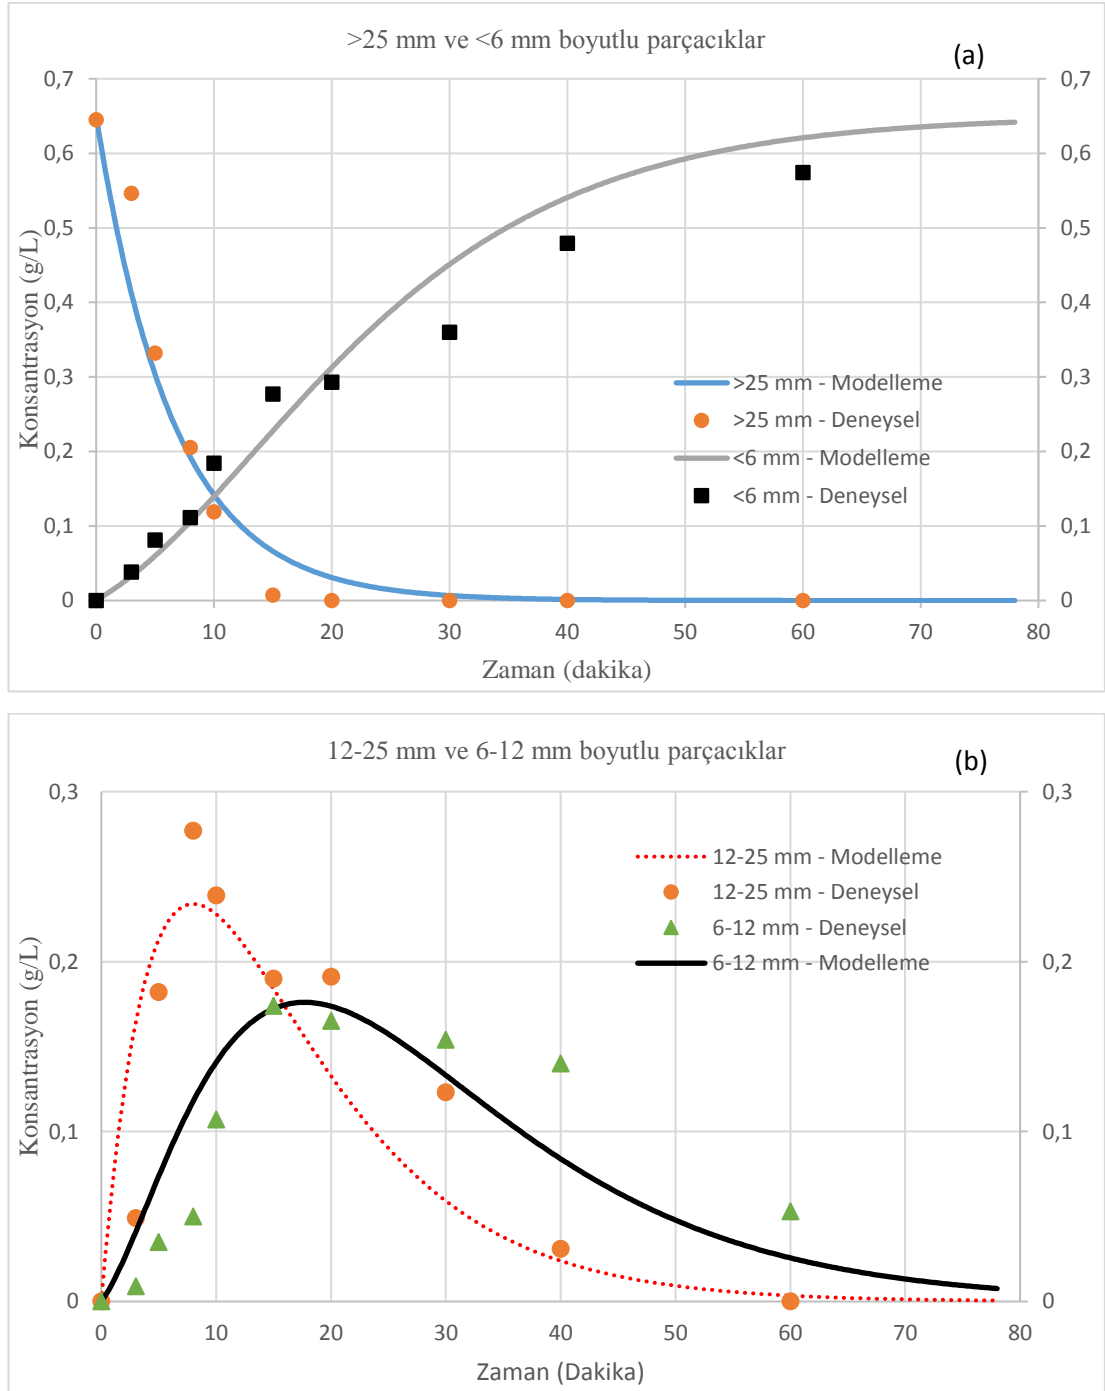 >25 mm ve <6 mm boyutlu parçacıklar
(a)
0,7
0,6
0,5
0,4
0,3
0,2
0,1
0
Konsantrasyon (g/L)
0,7
0,6
0,5
0,4
0,3
0,2
0,1
0
>25 mm - Modelleme
>25 mm - Deneysel
<6 mm - Modelleme
<6 mm - Deneysel
0 10 20 30 40 50 60 70 80
Zaman (dakika)
12-25 mm ve 6-12 mm boyutlu parçacıklar
(b)
0,3
0,2
0,1
0
Konsantrasyon (g/L)
0,3
0,2
0,1
0
12-25 mm - Modelleme
12-25 mm - Deneysel
6-12 mm - Deneysel
6-12 mm - Modelleme
0 10 20 30 40 50 60 70 80
Zaman (Dakika)